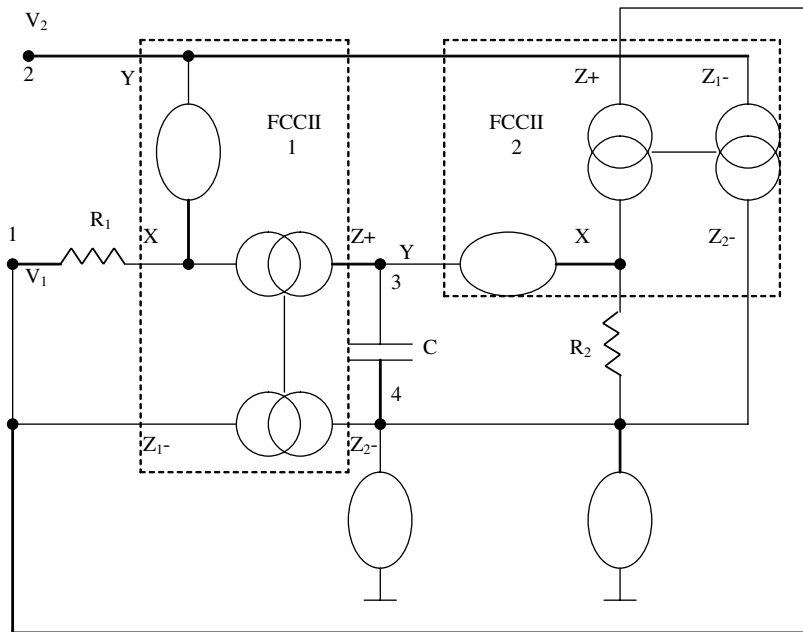 V2
2
Y
FCCII
1
FCCII
2
Z+
Z1-
1
V1
R1
X
Z+
3
Y
X
Z2-
C
R2
4
Z1-
Z2-